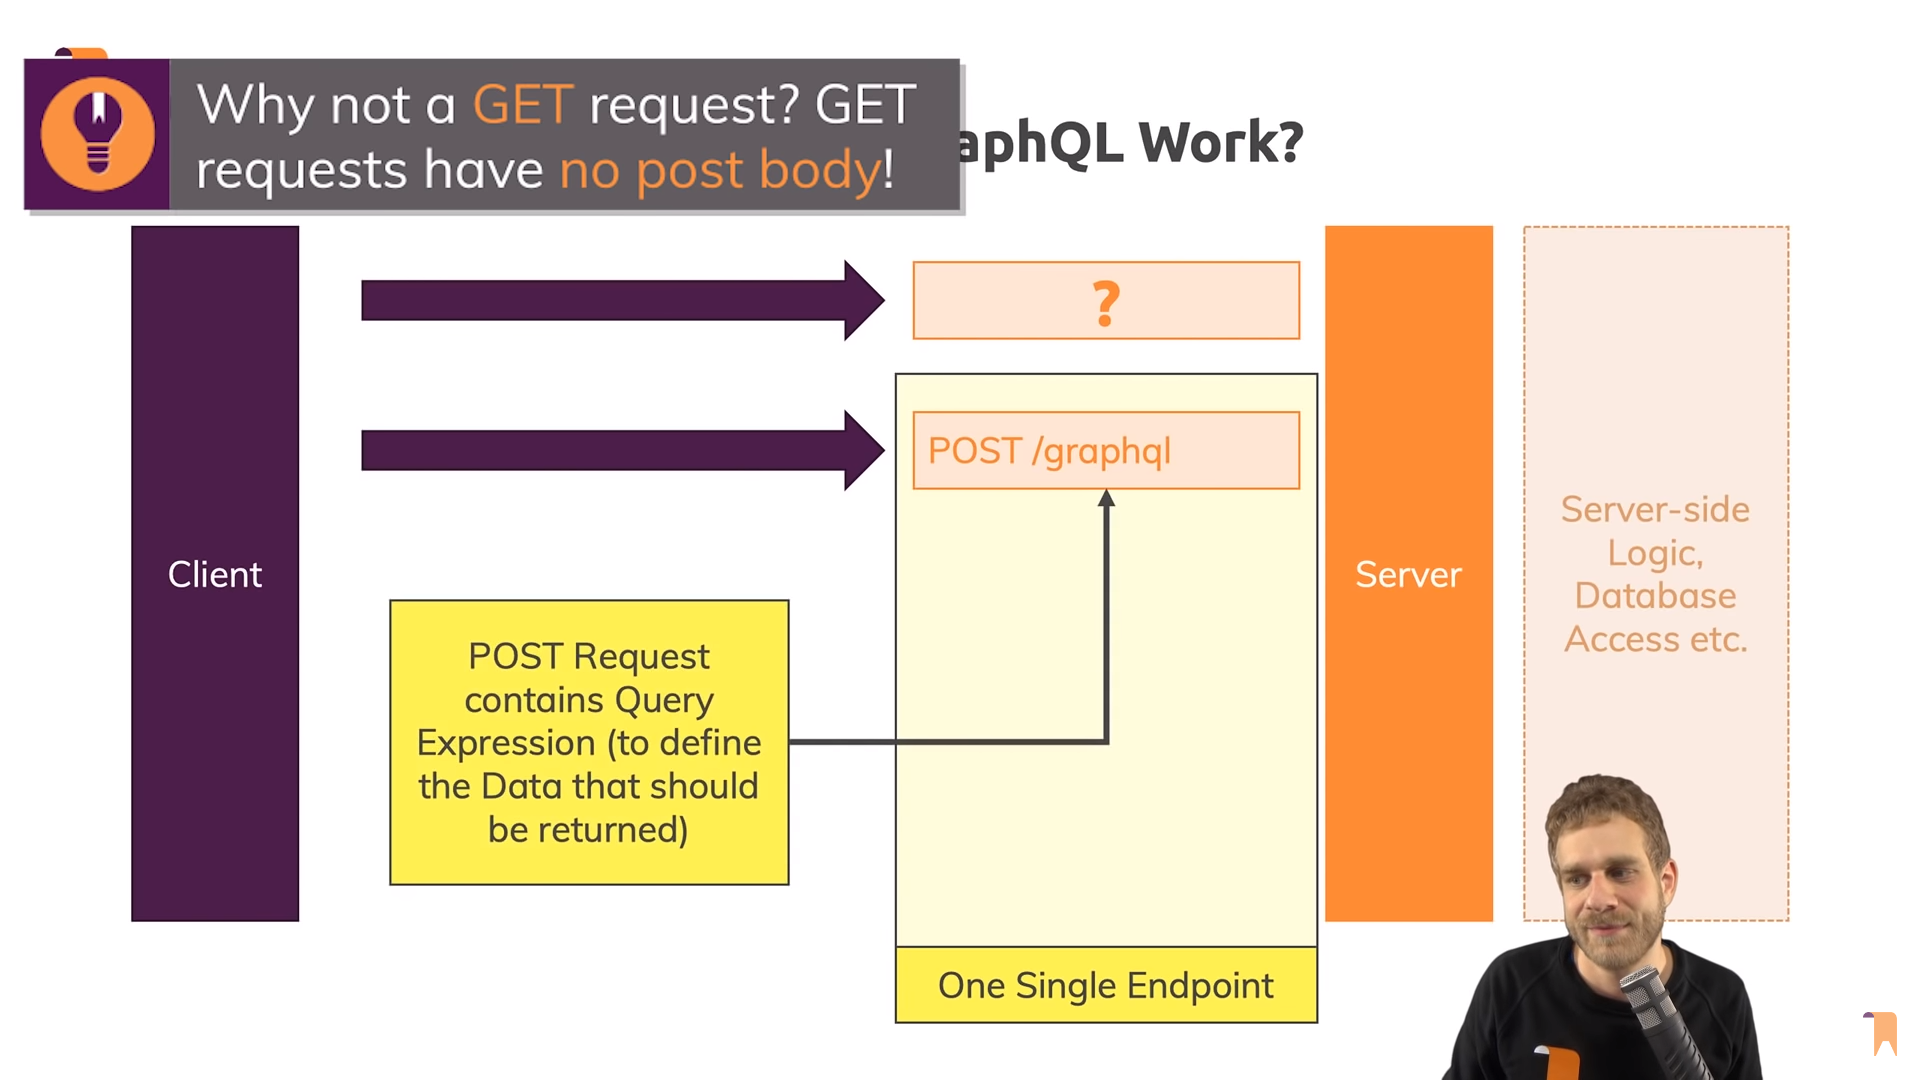 Why not a GET request? GET
requests have no post body!
aphQL Work?
?
POST /graphql
Client
Server
Server-side
Logic,
Database
Access etc.
POST Request
contains Query
Expression (to define
the Data that should
be returned)
One Single Endpoint